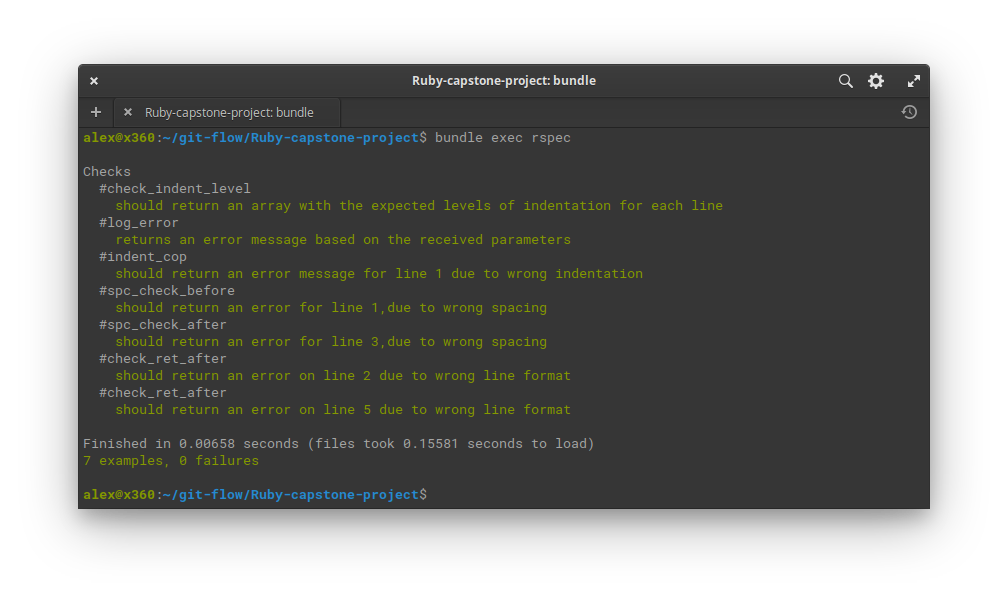 Ruby-capstone-project: bundle
Ruby-capstone-project: bundle
alex@x360:~/git-flow/Ruby-capstone-project$ bundle exec rspec
Checks
#check_indent_level
should return an array with the expected levels of indentation for each line
#log_error
returns an error message based on the received parameters
#indent_cop
should return an error message for line 1 due to wrong indentation
#spc_check_before
should return an error for line 1,due to wrong spacing
#spc_check_after
should return an error for line 3,due to wrong spacing
#check_ret_after
should return an error on line 2 due to wrong line format
#check_ret_after
should return an error on line 5 due to wrong line format
Finished in 0.00658 seconds (files took 0.15581 seconds to load)
7 examples, 0 failures
alex@x360:~/git-flow/Ruby-capstone-project$